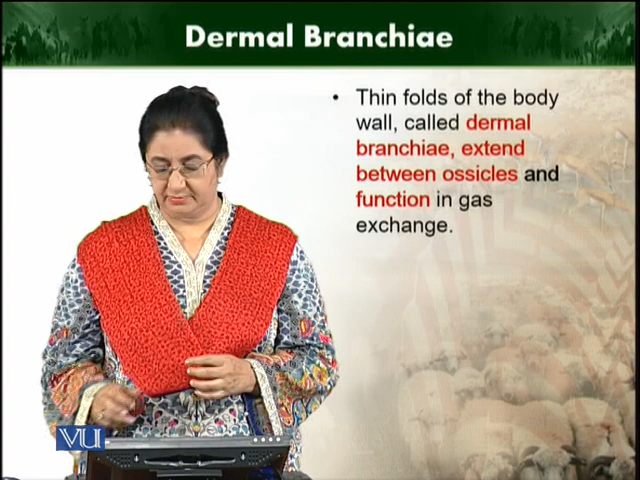 Dermal Branchiae
• Thin folds of the body
wall, called dermal
branchiae, extend
between ossicles and
function in gas
exchange.
VU